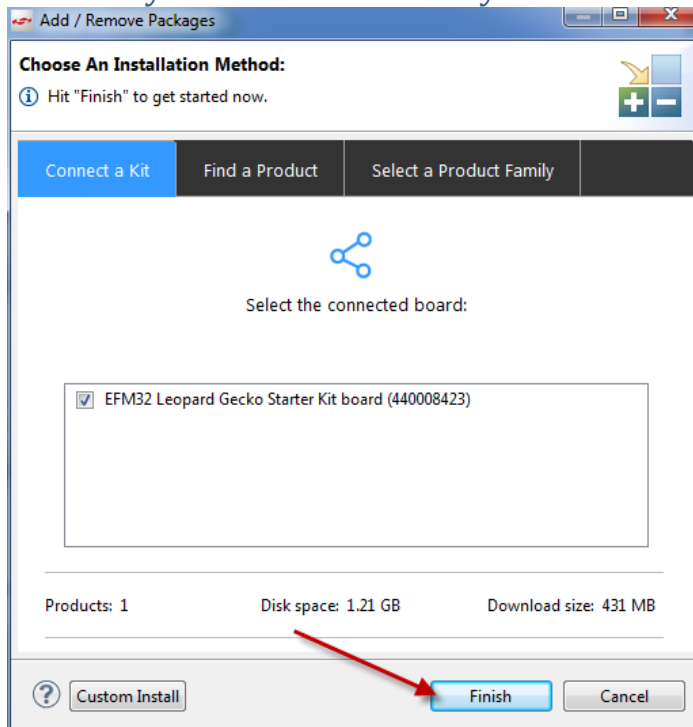 Add / Remove Packages
Choose An Installation Method:
Hit "Finish" to get started now.
Connect a Kit Find a Product Select a Product Family
Select the connected board:
EFM32 Leopard Gecko Starter Kit board (440008423)
Products: 1 Disk space: 1.21 GB Download size: 431 MB
? Custom Install Finish Cancel